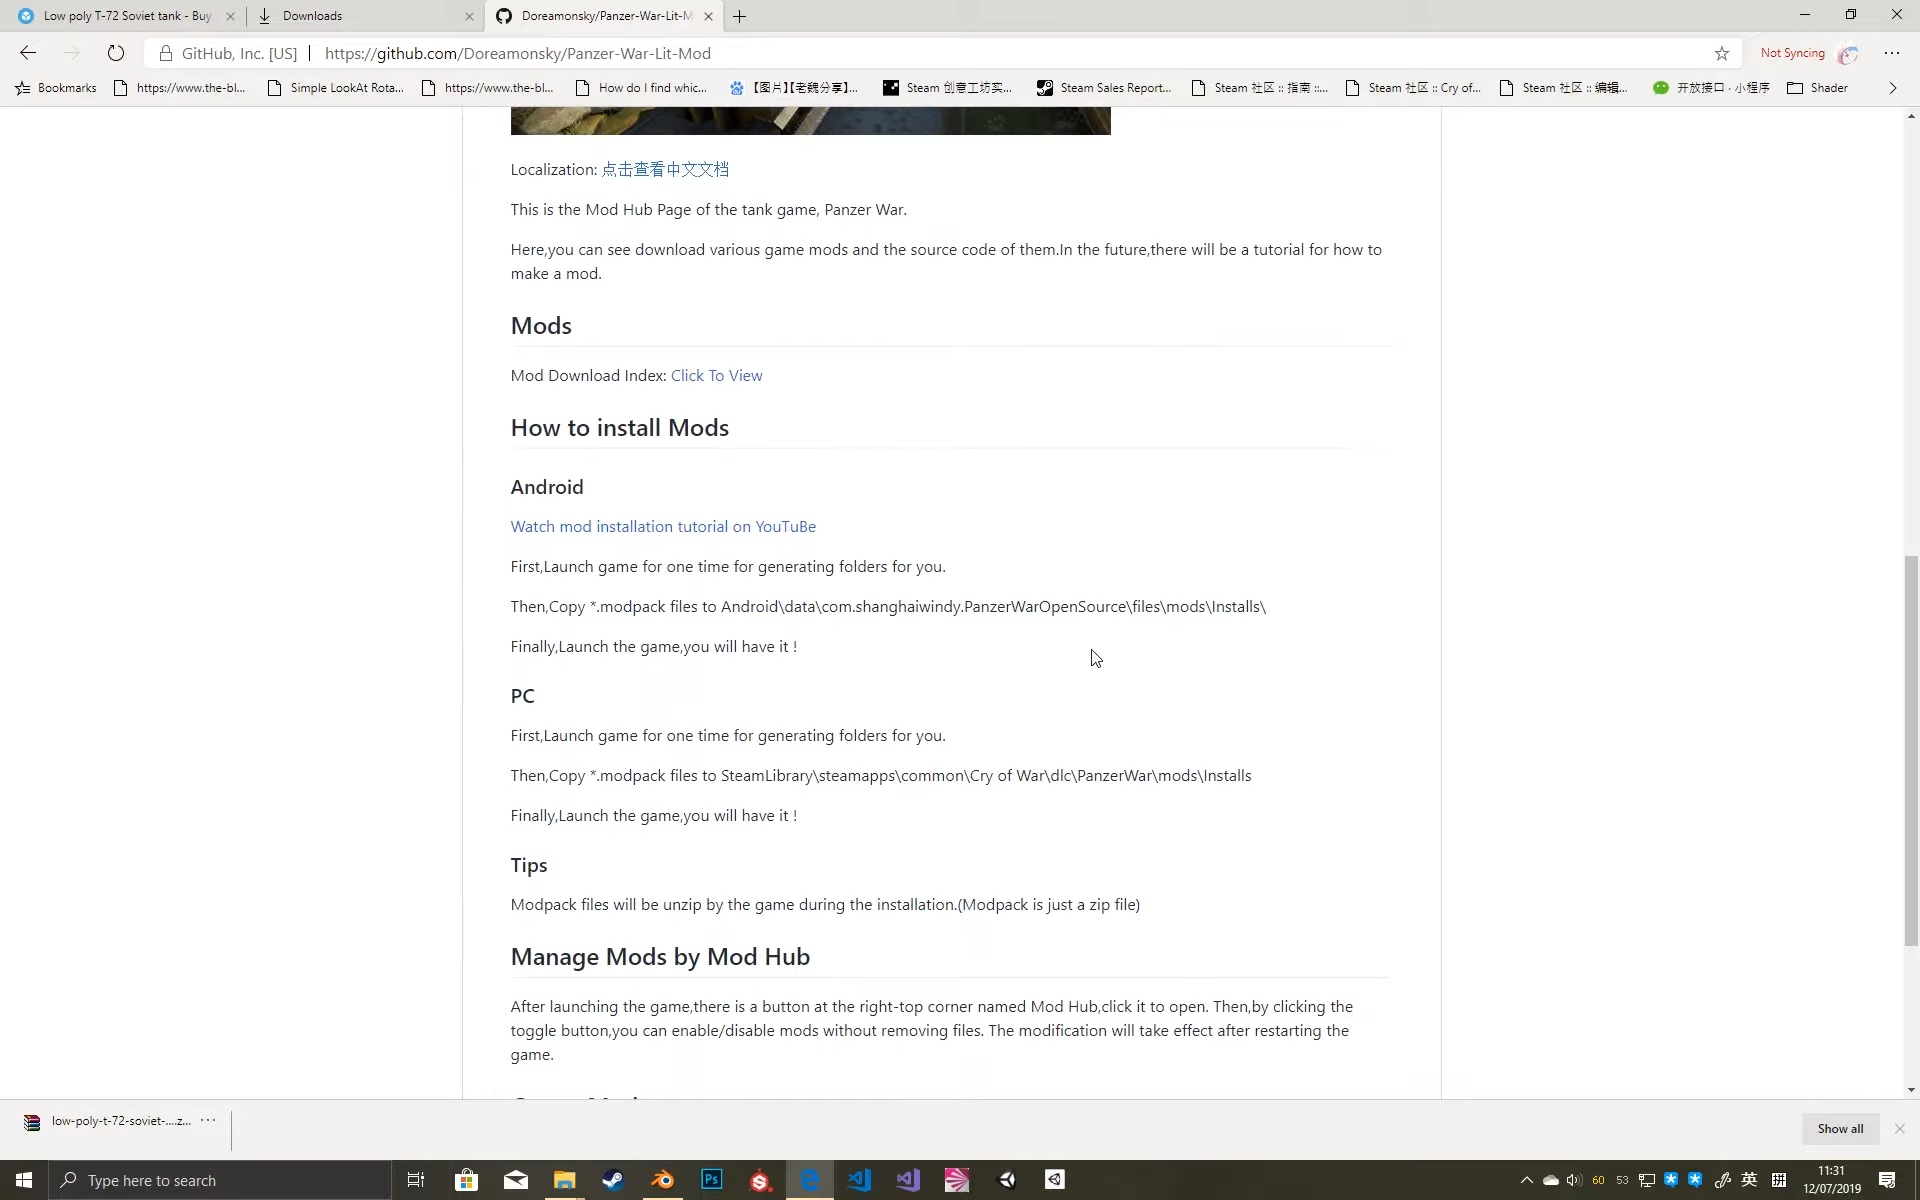 Low poly T-72 Soviet tank - Buy
Downloads
Doreamonsky/Panzer-War-Lit-M
GitHub, Inc. [US]
https://github.com/Doreamonsky/Panzer-War-Lit-Mod
Not Syncing
Bookmarks
https://www.the-bl...
Simple LookAt Rota...
https://www.the-bl...
How do I find whic...
【图片】【老魏分享】...
Steam 创意工坊实...
Steam Sales Report...
Steam 社区 :: 指南 ::...
Steam 社区 :: Cry of...
Steam 社区 :: 编辑...
开放接口 · 小程序
Shader
Localization: 点击查看中文文档
This is the Mod Hub Page of the tank game, Panzer War.
Here,you can see download various game mods and the source code of them.In the future,there will be a tutorial for how to
make a mod.
Mods
Mod Download Index: Click To View
How to install Mods
Android
Watch mod installation tutorial on YouTuBe
First,Launch game for one time for generating folders for you.
Then,Copy *.modpack files to Android\data\com.shanghaiwindy.PanzerWarOpenSource\files\mods\Installs\
Finally,Launch the game,you will have it !
PC
First,Launch game for one time for generating folders for you.
Then,Copy *.modpack files to SteamLibrary\steamapps\common\Cry of War\dlc\PanzerWar\mods\Installs
Finally,Launch the game,you will have it !
Tips
Modpack files will be unzip by the game during the installation.(Modpack is just a zip file)
Manage Mods by Mod Hub
After launching the game,there is a button at the right-top corner named Mod Hub,click it to open. Then,by clicking the
toggle button,you can enable/disable mods without removing files. The modification will take effect after restarting the
game.
low-poly-t-72-soviet-....z...
Show all
Type here to search
Ps
60
53
英
拼
11:31
12/07/2019